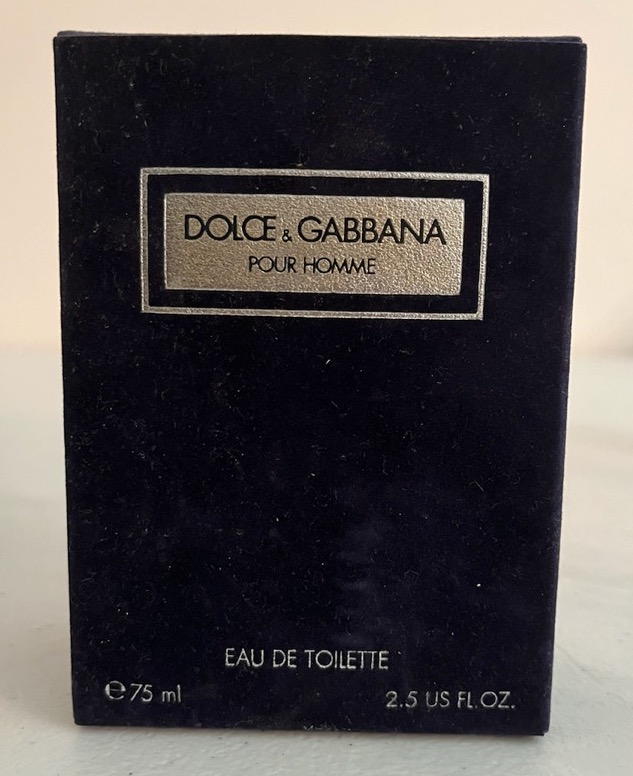 DOLCE & GABBANA
POUR HOMME
EAU DE TOILETTE
℮ 75 ml 2.5 US FL. OZ.